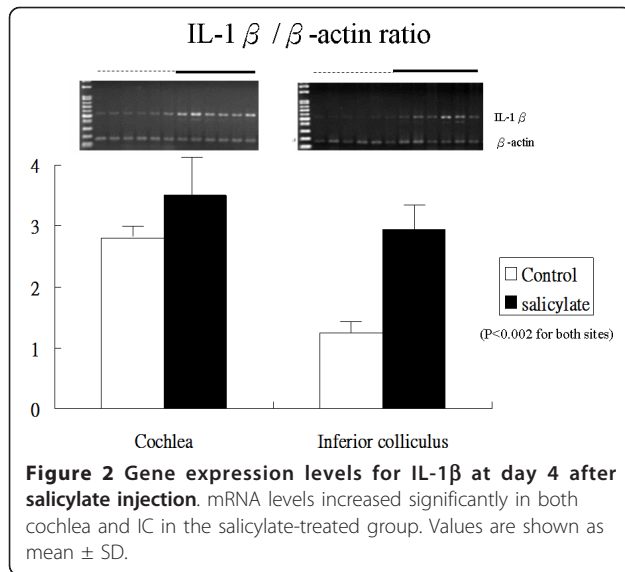 IL-1 β / β-actin ratio
IL-1 β
β-actin
4
3
2
1
0
Control
salicylate
(P<0.002 for both sites)
Cochlea
Inferior colliculus
Figure 2 Gene expression levels for IL-1β at day 4 after
salicylate injection. mRNA levels increased significantly in both
cochlea and IC in the salicylate-treated group. Values are shown as
mean ± SD.